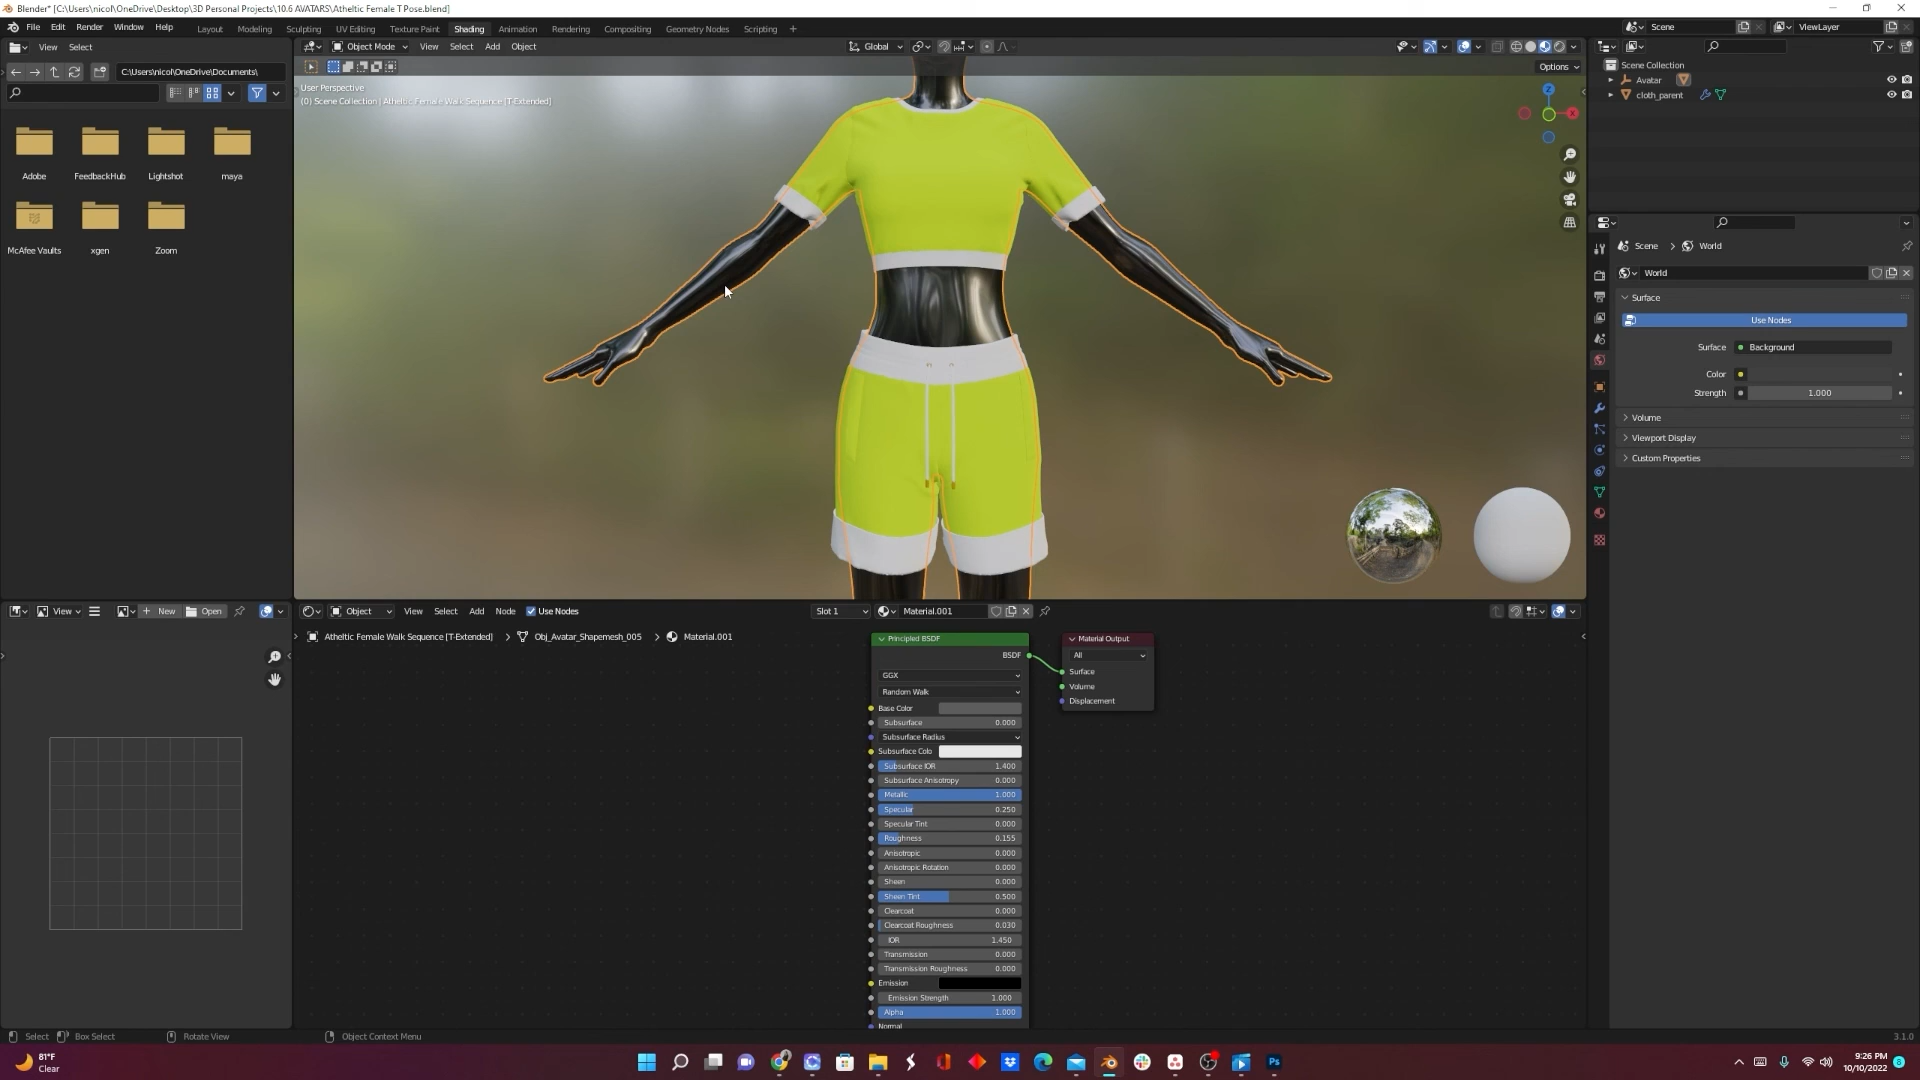 Blender* [C:\Users\nicol\OneDrive\Desktop\3D Personal Projects\10.6 AVATARS\Atheltic Female T Pose.blend]
File Edit Render Window Help Layout Modeling Sculpting UV Editing Texture Paint Shading Animation Rendering Compositing Geometry Nodes Scripting + Scene ViewLayer
View Select Object Mode View Select Add Object Global
C:\Users\nicol\OneDrive\Documents\ Options
Scene Collection
Avatar
cloth_parent
User Perspective
(0) Scene Collection | Atheltic Female Walk Sequence [T-Extended]
Z
X
Adobe FeedbackHub Lightshot maya
McAfee Vaults xgen Zoom
Scene > World
World
Surface
Use Nodes
Surface Background
Color
Strength 1.000
Volume
Viewport Display
Custom Properties
View New Open Object View Select Add Node Use Nodes Slot 1 Material.001
Atheltic Female Walk Sequence [T-Extended] > Obj_Avatar_Shapemesh_005 > Material.001
Principled BSDF
BSDF
GGX
Random Walk
Base Color
Subsurface 0.000
Subsurface Radius
Subsurface Colo
Subsurface IOR 1.400
Subsurface Anisotropy 0.000
Metallic 1.000
Specular 0.250
Specular Tint 0.000
Roughness 0.155
Anisotropic 0.000
Anisotropic Rotation 0.000
Sheen 0.000
Sheen Tint 0.500
Clearcoat 0.000
Clearcoat Roughness 0.030
IOR 1.450
Transmission 0.000
Transmission Roughness 0.000
Emission
Emission Strength 1.000
Alpha 1.000
Normal
Material Output
All
Surface
Volume
Displacement
Select Box Select Rotate View Object Context Menu 3.1.0
81°F
Clear
Ps
9:26 PM
10/10/2022
8